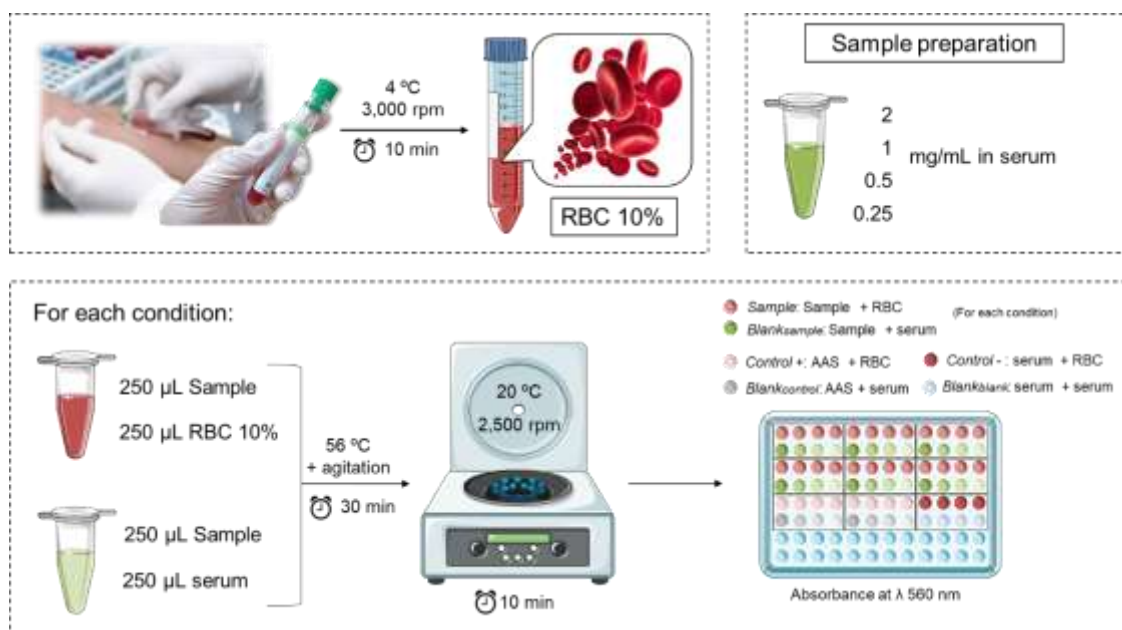 4 ºC
3,000 rpm
10 min
RBC 10%
Sample preparation
2
1
mg/mL in serum
0.5
0.25
For each condition:
250 µL Sample
250 µL RBC 10%
250 µL Sample
250 µL serum
56 ºC
+ agitation
30 min
20 ºC
2,500 rpm
10 min
Sample: Sample + RBC (For each condition)
Blanksample: Sample + serum
Control +: AAS + RBC Control - : serum + RBC
Blankcontrol: AAS + serum Blankblank: serum + serum
Absorbance at λ 560 nm